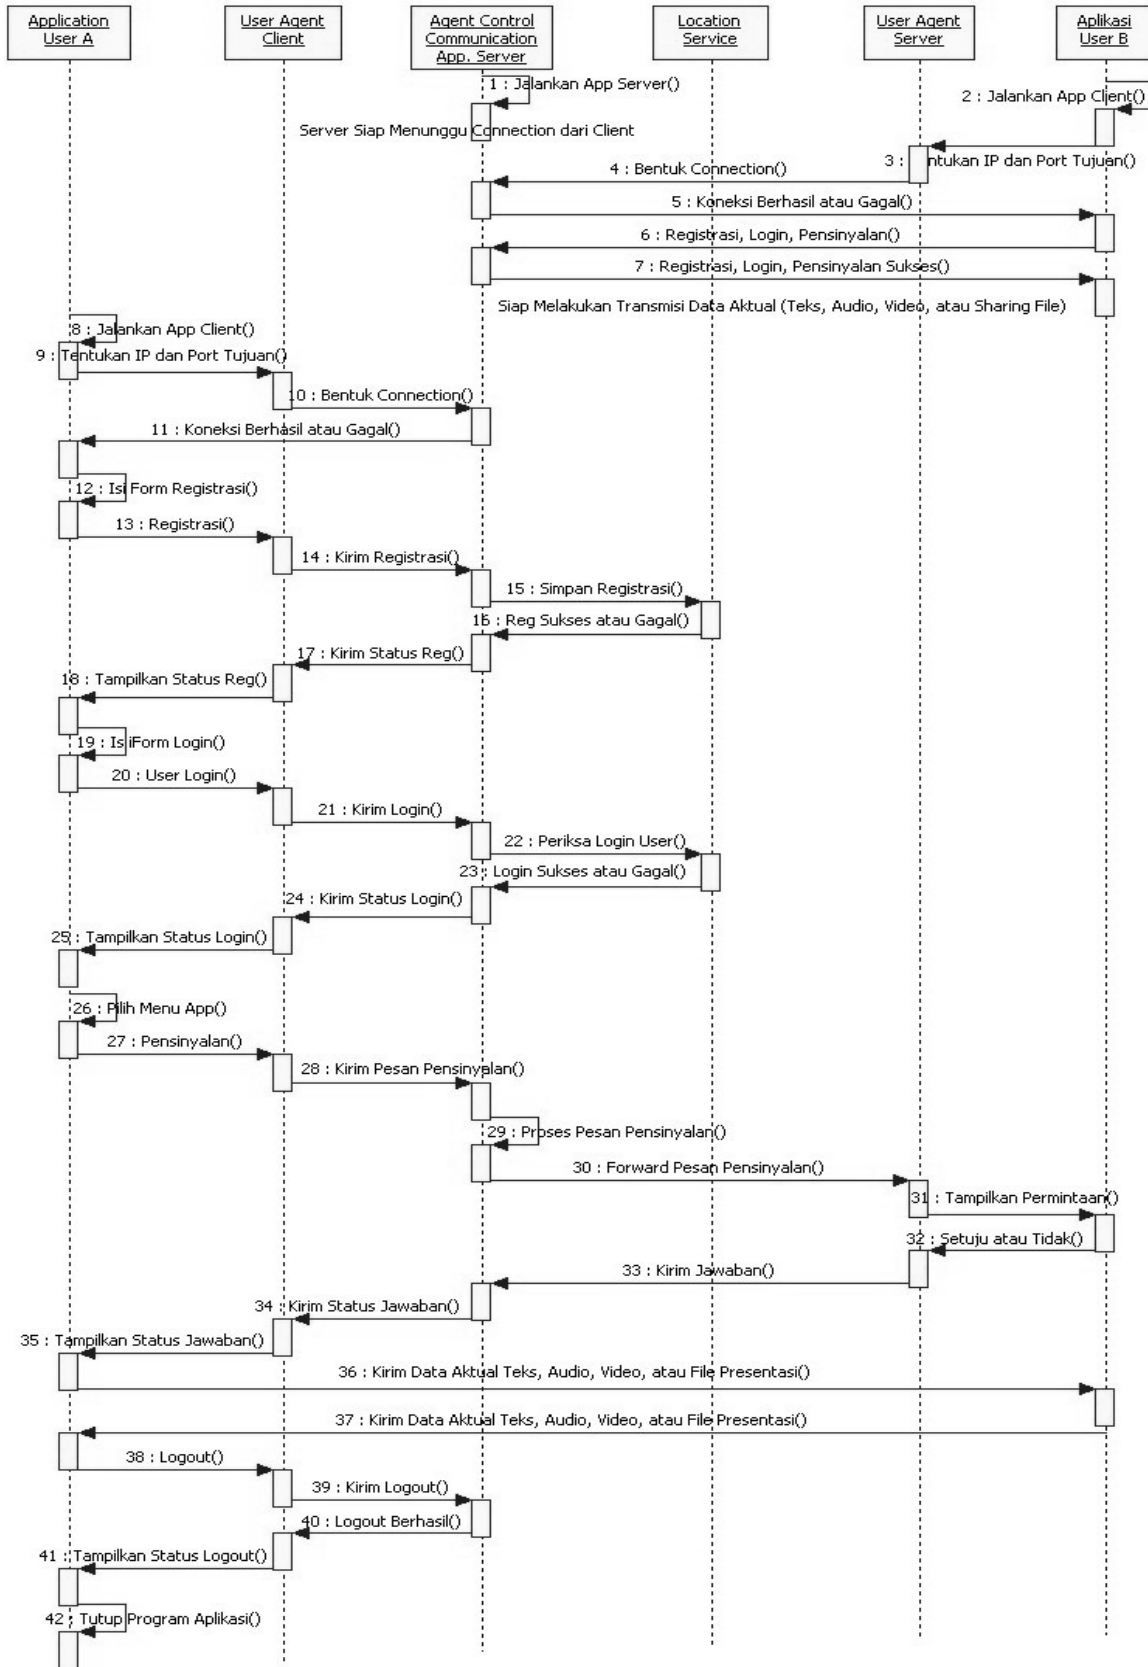 Application
User A
User Agent
Client
Agent Control
Communication
App. Server
Location
Service
User Agent
Server
Aplikasi
User B
1 : Jalankan App Server()
2 : Jalankan App Client()
Server Siap Menunggu Connection dari Client
3 : Tentukan IP dan Port Tujuan()
4 : Bentuk Connection()
5 : Koneksi Berhasil atau Gagal()
6 : Registrasi, Login, Pensinyalan()
7 : Registrasi, Login, Pensinyalan Sukses()
Siap Melakukan Transmisi Data Aktual (Teks, Audio, Video, atau Sharing File)
8 : Jalankan App Client()
9 : Tentukan IP dan Port Tujuan()
10 : Bentuk Connection()
11 : Koneksi Berhasil atau Gagal()
12 : Isi Form Registrasi()
13 : Registrasi()
14 : Kirim Registrasi()
15 : Simpan Registrasi()
16 : Reg Sukses atau Gagal()
17 : Kirim Status Reg()
18 : Tampilkan Status Reg()
19 : Is iForm Login()
20 : User Login()
21 : Kirim Login()
22 : Periksa Login User()
23 : Login Sukses atau Gagal()
24 : Kirim Status Login()
25 : Tampilkan Status Login()
26 : Pilih Menu App()
27 : Pensinyalan()
28 : Kirim Pesan Pensinyalan()
29 : Proses Pesan Pensinyalan()
30 : Forward Pesan Pensinyalan()
31 : Tampilkan Permintaan()
32 : Setuju atau Tidak()
33 : Kirim Jawaban()
34 : Kirim Status Jawaban()
35 : Tampilkan Status Jawaban()
36 : Kirim Data Aktual Teks, Audio, Video, atau File Presentasi()
37 : Kirim Data Aktual Teks, Audio, Video, atau File Presentasi()
38 : Logout()
39 : Kirim Logout()
40 : Logout Berhasil()
41 : Tampilkan Status Logout()
42 : Tutup Program Aplikasi()